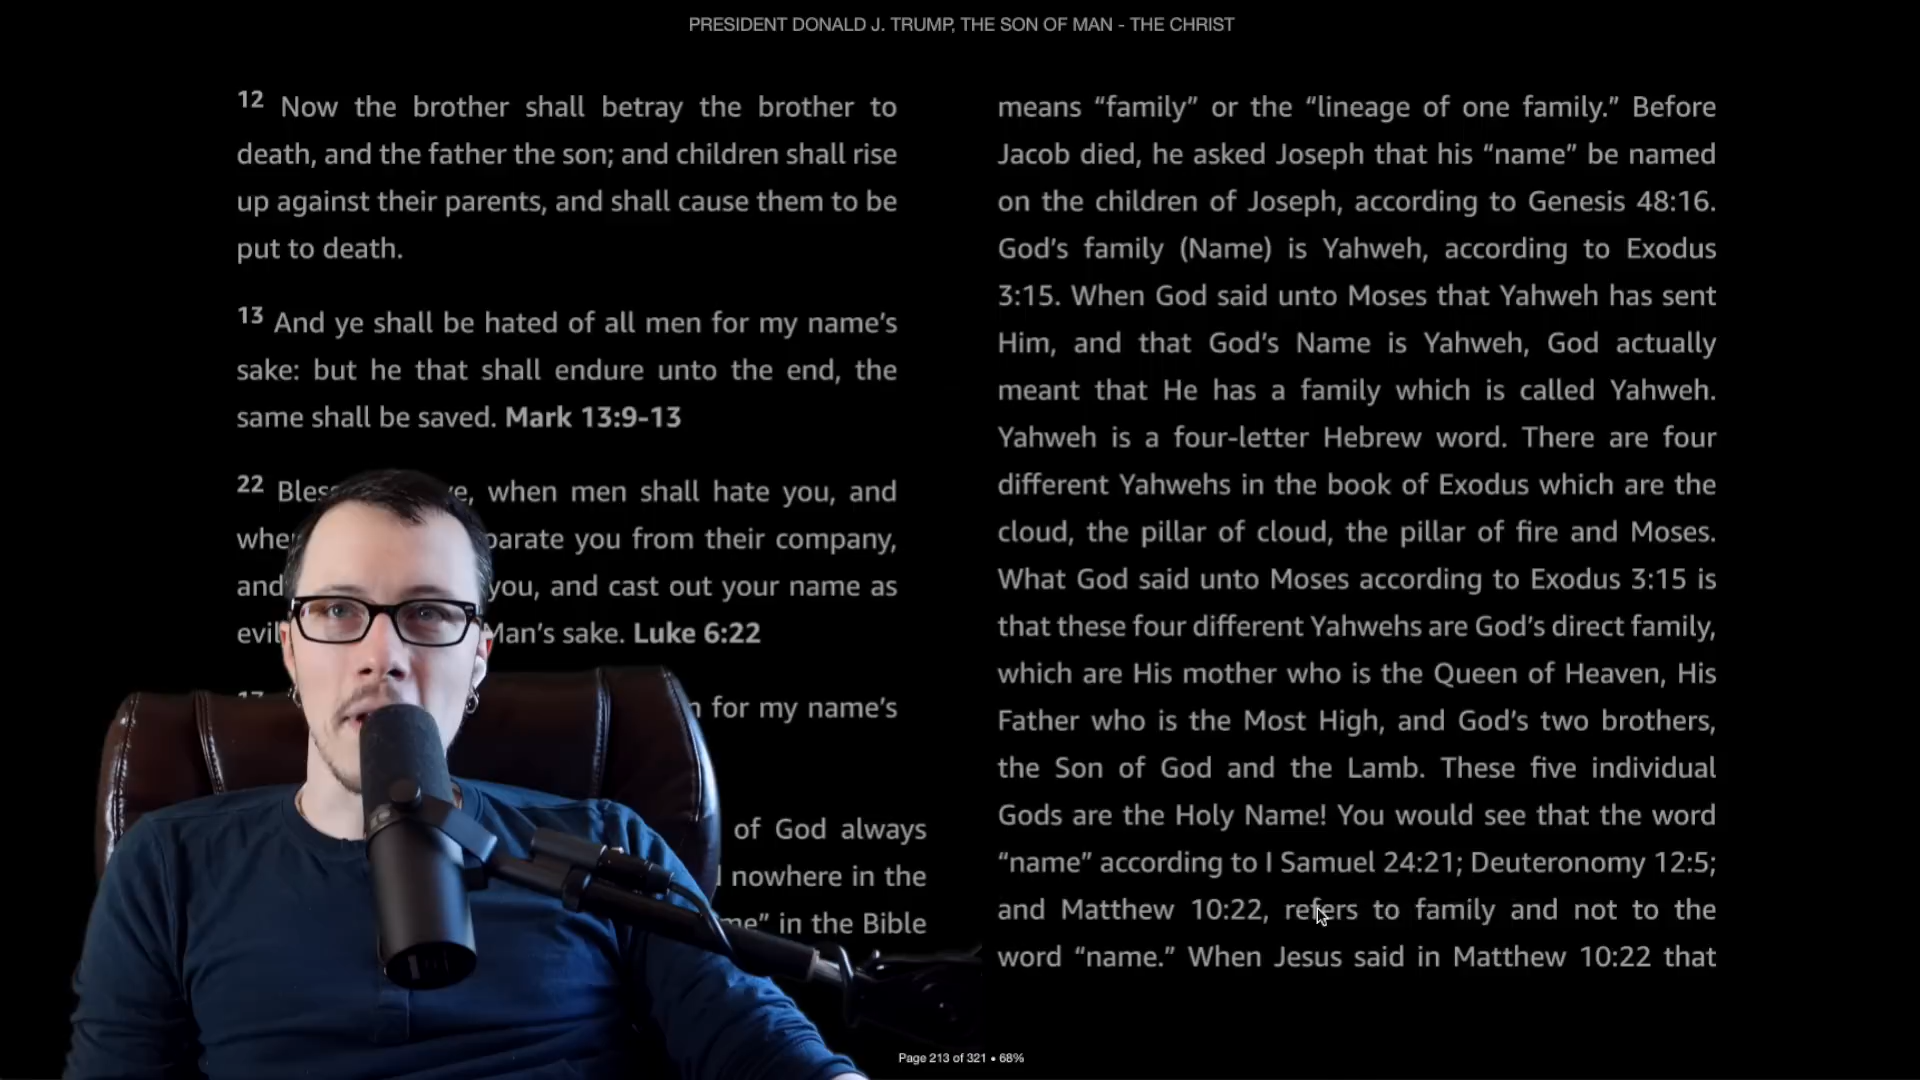 PRESIDENT DONALD J. TRUMP, THE SON OF MAN - THE CHRIST
12 Now the brother shall betray the brother to
death, and the father the son; and children shall rise
up against their parents, and shall cause them to be
put to death.
13 And ye shall be hated of all men for my name’s
sake: but he that shall endure unto the end, the
same shall be saved. Mark 13:9-13
22 when men shall hate you, and
you from their company,
and you, and cast out your name as
evil Man’s sake. Luke 6:22
for my name’s
of God always
nowhere in the
in the Bible
means “family” or the “lineage of one family.” Before
Jacob died, he asked Joseph that his “name” be named
on the children of Joseph, according to Genesis 48:16.
God’s family (Name) is Yahweh, according to Exodus
3:15. When God said unto Moses that Yahweh has sent
Him, and that God’s Name is Yahweh, God actually
meant that He has a family which is called Yahweh.
Yahweh is a four-letter Hebrew word. There are four
different Yahwehs in the book of Exodus which are the
cloud, the pillar of cloud, the pillar of fire and Moses.
What God said unto Moses according to Exodus 3:15 is
that these four different Yahwehs are God’s direct family,
which are His mother who is the Queen of Heaven, His
Father who is the Most High, and God’s two brothers,
the Son of God and the Lamb. These five individual
Gods are the Holy Name! You would see that the word
“name” according to I Samuel 24:21; Deuteronomy 12:5;
and Matthew 10:22, refers to family and not to the
word “name.” When Jesus said in Matthew 10:22 that
Page 213 of 321 • 68%